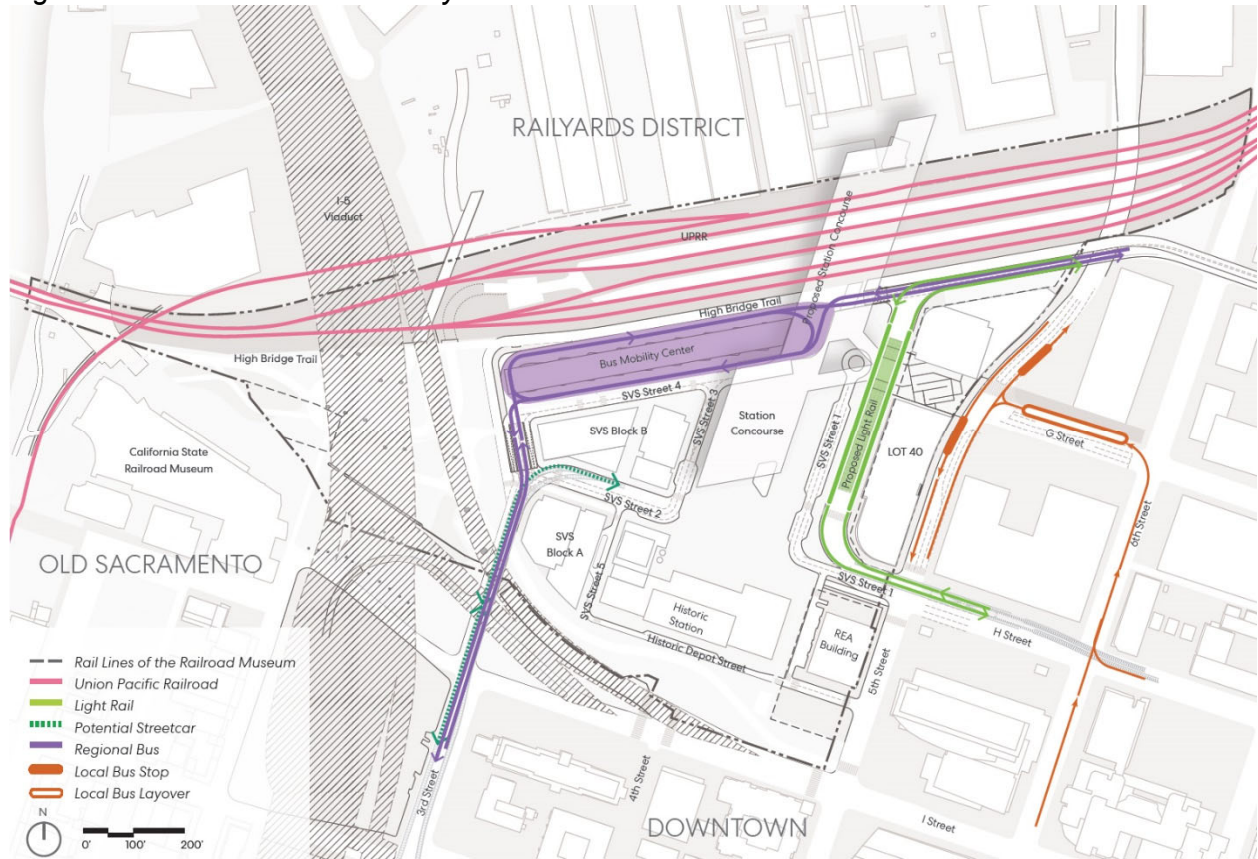 RAILYARDS DISTRICT
I-5
Viaduct
UPRR
Proposed Station Concourse
High Bridge Trail
High Bridge Trail
Bus Mobility Center
SVS Street 4
SVS Street 3
SVS Block B
Station
Concourse
SVS Street 1
Proposed Light Rail
LOT 40
G Street
California State
Railroad Museum
SVS Street 2
6th Street
OLD SACRAMENTO
SVS
Block A
SVS Street 5
Historic
Station
SVS Street 1
H Street
REA
Building
Historic Depot Street
5th Street
Rail Lines of the Railroad Museum
Union Pacific Railroad
Light Rail
Potential Streetcar
Regional Bus
Local Bus Stop
Local Bus Layover
3rd Street
4th Street
I Street
DOWNTOWN
N
0' 100' 200'